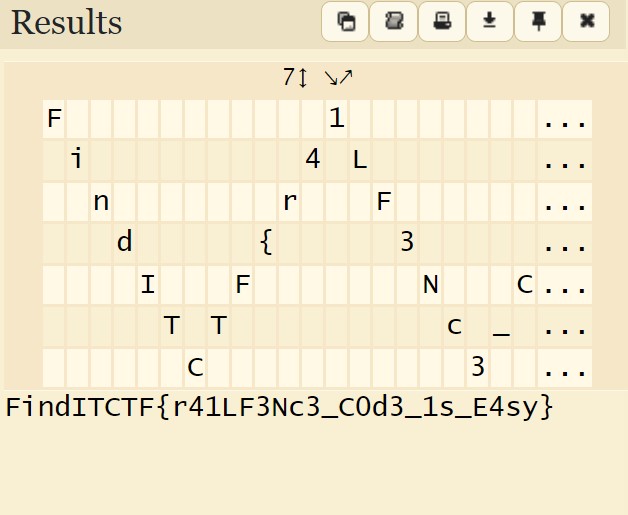 Results
7↕ ↘↗
F 1 ...
i 4 L ...
n r F ...
d { 3 ...
I F N C ...
T T c _ ...
C 3 ...
FindITCTF{r41LF3Nc3_C0d3_1s_E4sy}